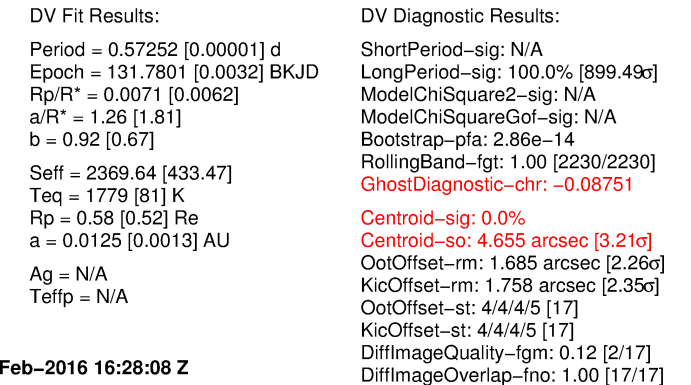 DV Fit Results:
Period = 0.57252 [0.00001] d
Epoch = 131.7801 [0.0032] BKJD
Rp/R* = 0.0071 [0.0062]
a/R* = 1.26 [1.81]
b = 0.92 [0.67]
Seff = 2369.64 [433.47]
Teq = 1779 [81] K
Rp = 0.58 [0.52] Re
a = 0.0125 [0.0013] AU
Ag = N/A
Teffp = N/A
Feb−2016 16:28:08 Z
DV Diagnostic Results:
ShortPeriod−sig: N/A
LongPeriod−sig: 100.0% [899.49σ]
ModelChiSquare2−sig: N/A
ModelChiSquareGof−sig: N/A
Bootstrap−pfa: 2.86e−14
RollingBand−fgt: 1.00 [2230/2230]
GhostDiagnostic−chr: −0.08751
Centroid−sig: 0.0%
Centroid−so: 4.655 arcsec [3.21σ]
OotOffset−rm: 1.685 arcsec [2.26σ]
KicOffset−rm: 1.758 arcsec [2.35σ]
OotOffset−st: 4/4/4/5 [17]
KicOffset−st: 4/4/4/5 [17]
DiffImageQuality−fgm: 0.12 [2/17]
DiffImageOverlap−fno: 1.00 [17/17]